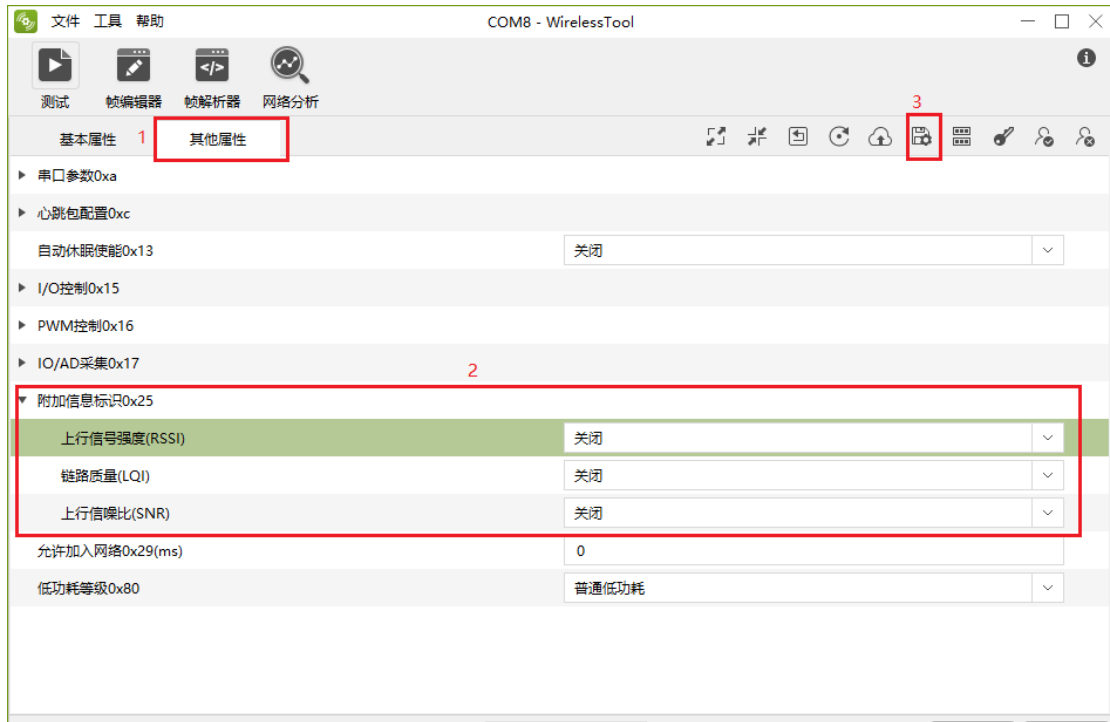 文件 工具 帮助 COM8 - WirelessTool
测试 帧编辑器 帧解析器 网络分析
3
基本属性 1 其他属性
串口参数0xa
心跳包配置0xc
自动休眠使能0x13 关闭
I/O控制0x15
PWM控制0x16
IO/AD采集0x17
2
附加信息标识0x25
上行信号强度(RSSI) 关闭
链路质量(LQI) 关闭
上行信噪比(SNR) 关闭
允许加入网络0x29(ms) 0
低功耗等级0x80 普通低功耗